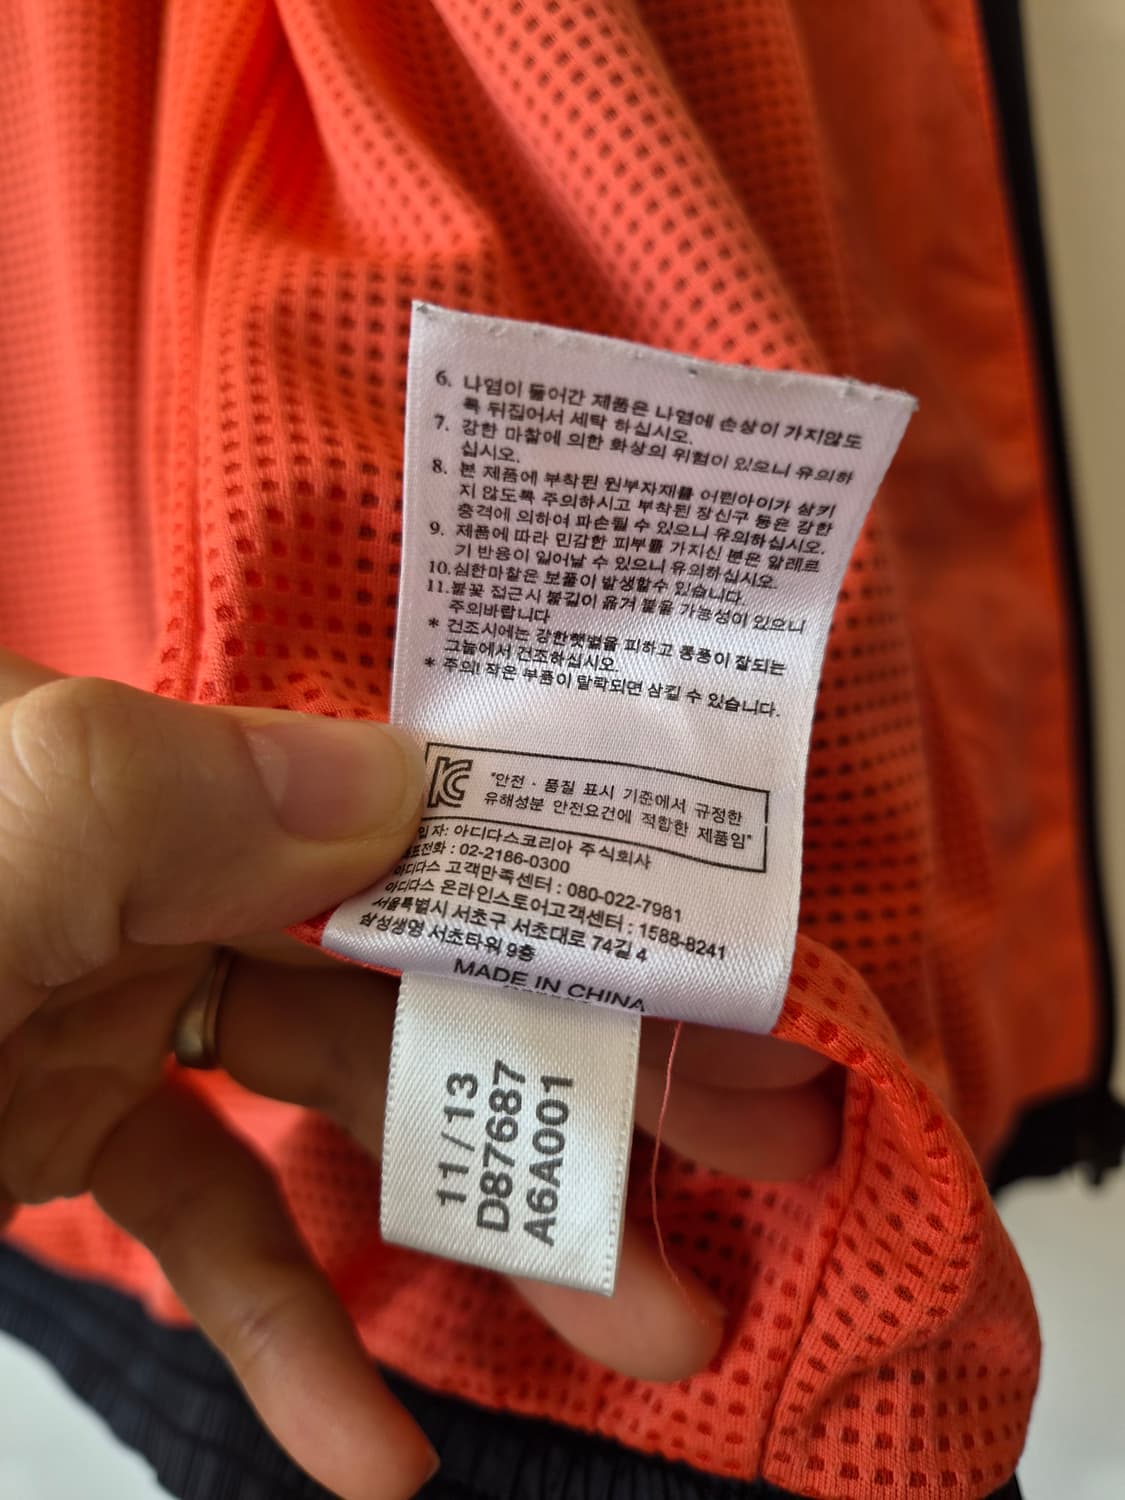 6. 나염이 들어간 제품은 나염에 손상이 가지않도
록 뒤집어서 세탁 하십시오.
7. 강한 마찰에 의한 화상의 위험이 있으니 유의하
십시오.
8. 본 제품에 부착된 원부자재를 어린아이가 삼키
지 않도록 주의하시고 부착된 장신구 등은 강한
충격에 의하여 파손될 수 있으니 유의하십시오.
9. 제품에 따라 민감한 피부를 가지신 분은 알레르
기 반응이 일어날 수 있으니 유의하십시오.
10.심한마찰은 보풀이 발생할수 있습니다.
11.불꽃 접근시 불길이 옮겨 붙을 가능성이 있으니
주의바랍니다
* 건조시에는 강한햇볕을 피하고 통풍이 잘되는
그늘에서 건조하십시오.
* 주의! 작은 부품이 탈락되면 삼킬 수 있습니다.
KC
"안전 · 품질 표시 기준에서 규정한
유해성분 안전요건에 적합한 제품임"
입 자: 아디다스코리아 주식회사
표전화 : 02-2186-0300
아디다스 고객만족센터 : 080-022-7981
아디다스 온라인스토어고객센터 : 1588-8241
서울특별시 서초구 서초대로 74길 4
삼성생명 서초타워 9층
MADE IN CHINA
11/13
D87687
A6A001